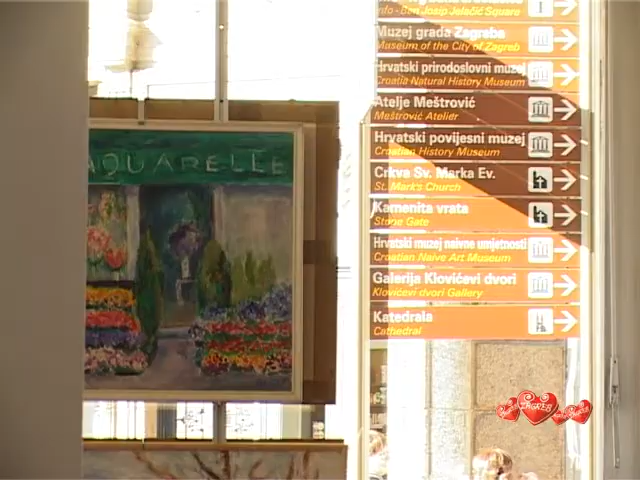 Info - Ban Josip Jelačić Square
Muzej grada Zagreba
Museum of the City of Zagreb
Hrvatski prirodoslovni muzej
Croatia Natural History Museum
Atelje Meštrović
Meštrović Atelier
Hrvatski povijesni muzej
Croatian History Museum
Crkva Sv. Marka Ev.
St. Mark's Church
Kamenita vrata
Stone Gate
Hrvatski muzej naivne umjetnosti
Croatian Naive Art Museum
Galerija Klovićevi dvori
Klovićevi dvori Gallery
Katedrala
Cathedral
AQUARELLE
ZAGREB